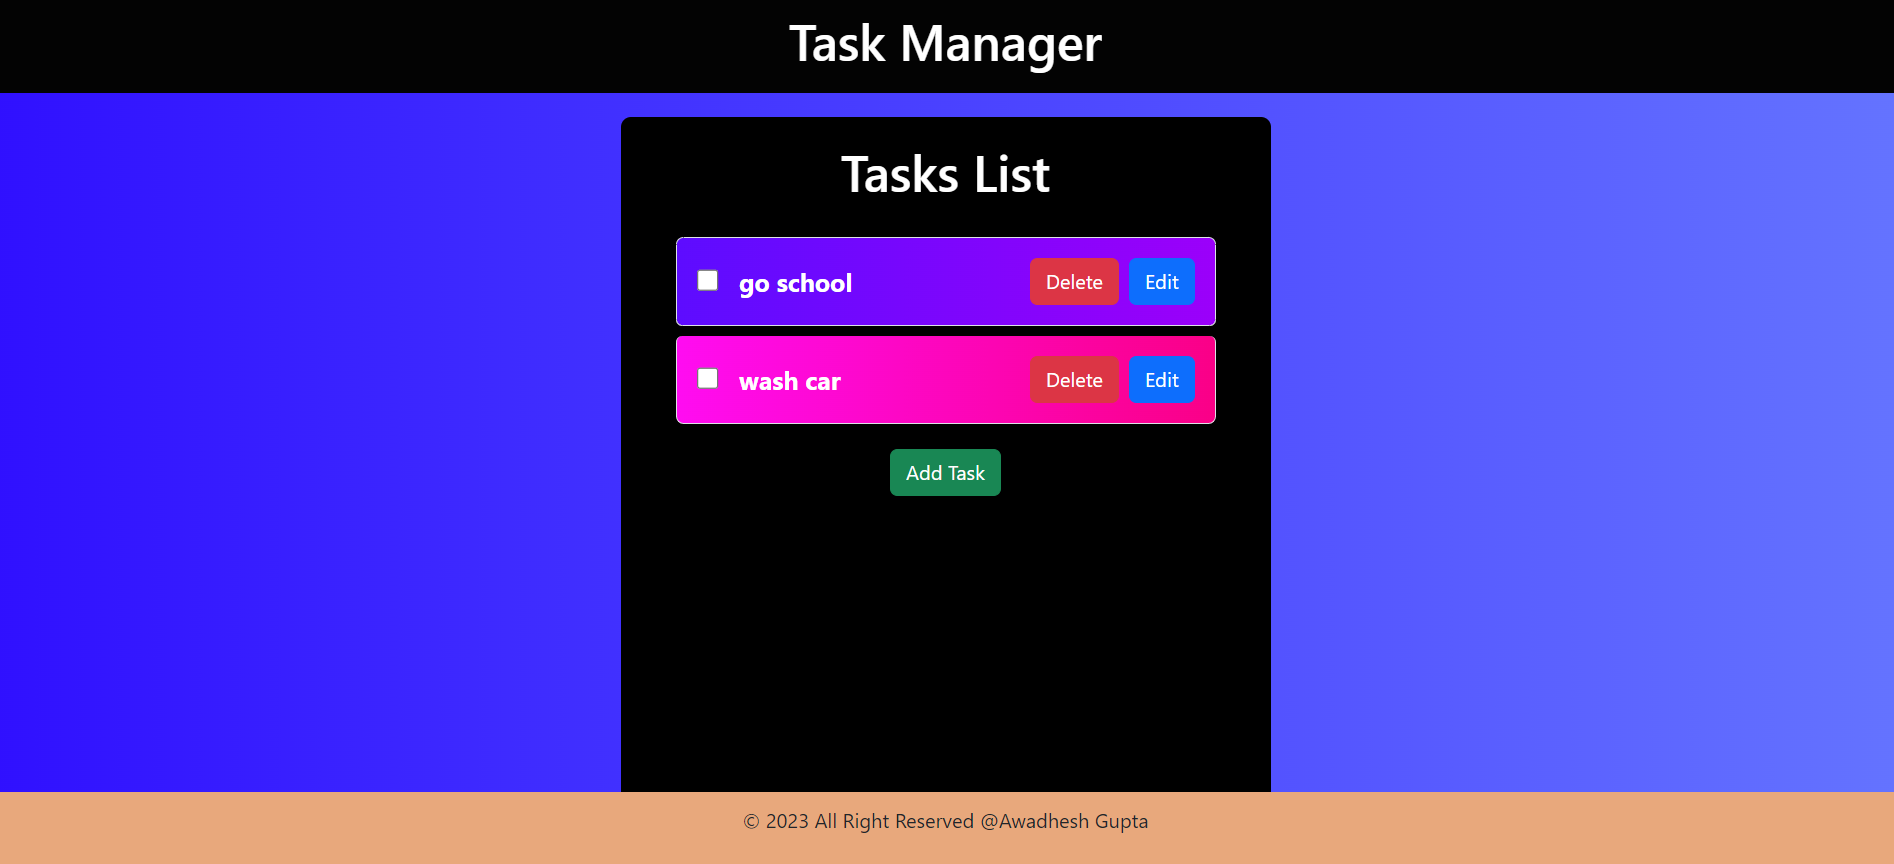 Task Manager
Tasks List
go school Delete Edit
wash car Delete Edit
Add Task
© 2023 All Right Reserved @Awadhesh Gupta